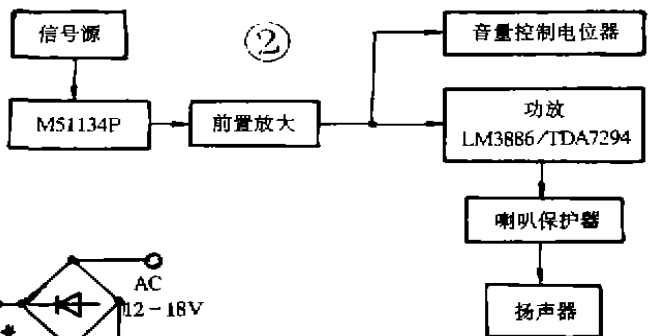 信号源
②
音量控制电位器
M51134P
前置放大
功放
LM3886/TDA7294
喇叭保护器
AC
12-18V
扬声器
*